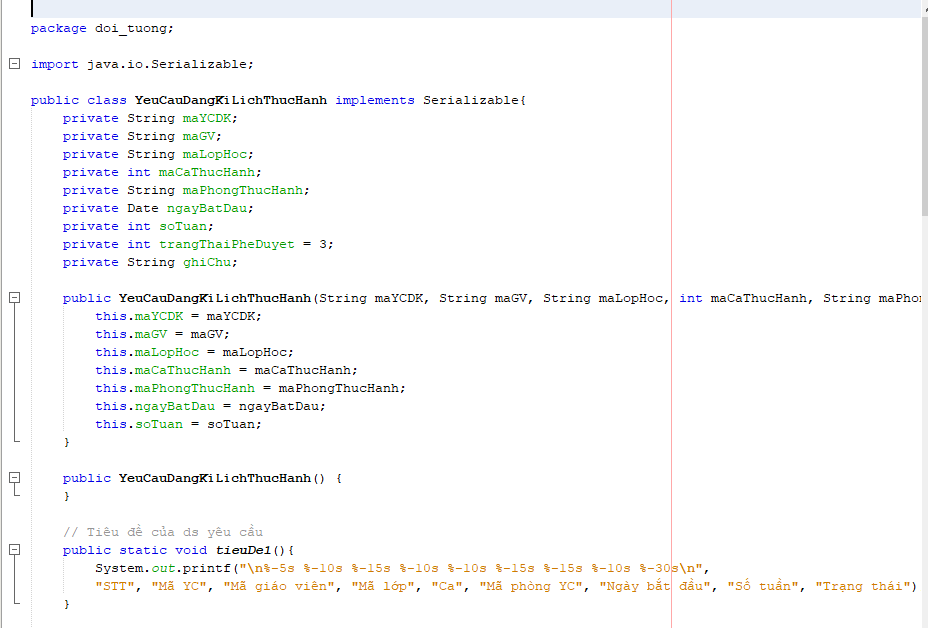 package doi_tuong;
import java.io.Serializable;
public class YeuCauDangKiLichThucHanh implements Serializable{
private String maYCDK;
private String maGV;
private String maLopHoc;
private int maCaThucHanh;
private String maPhongThucHanh;
private Date ngayBatDau;
private int soTuan;
private int trangThaiPheDuyet = 3;
private String ghiChu;
public YeuCauDangKiLichThucHanh(String maYCDK, String maGV, String maLopHoc, int maCaThucHanh, String maPhon
this.maYCDK = maYCDK;
this.maGV = maGV;
this.maLopHoc = maLopHoc;
this.maCaThucHanh = maCaThucHanh;
this.maPhongThucHanh = maPhongThucHanh;
this.ngayBatDau = ngayBatDau;
this.soTuan = soTuan;
}
public YeuCauDangKiLichThucHanh() {
}
// Tiêu đề của ds yêu cầu
public static void tieuDe1(){
System.out.printf("\n%-5s %-10s %-15s %-10s %-10s %-15s %-15s %-10s %-30s\n",
"STT", "Mã YC", "Mã giáo viên", "Mã lớp", "Ca", "Mã phòng YC", "Ngày bắt đầu", "Số tuần", "Trạng thái")
}